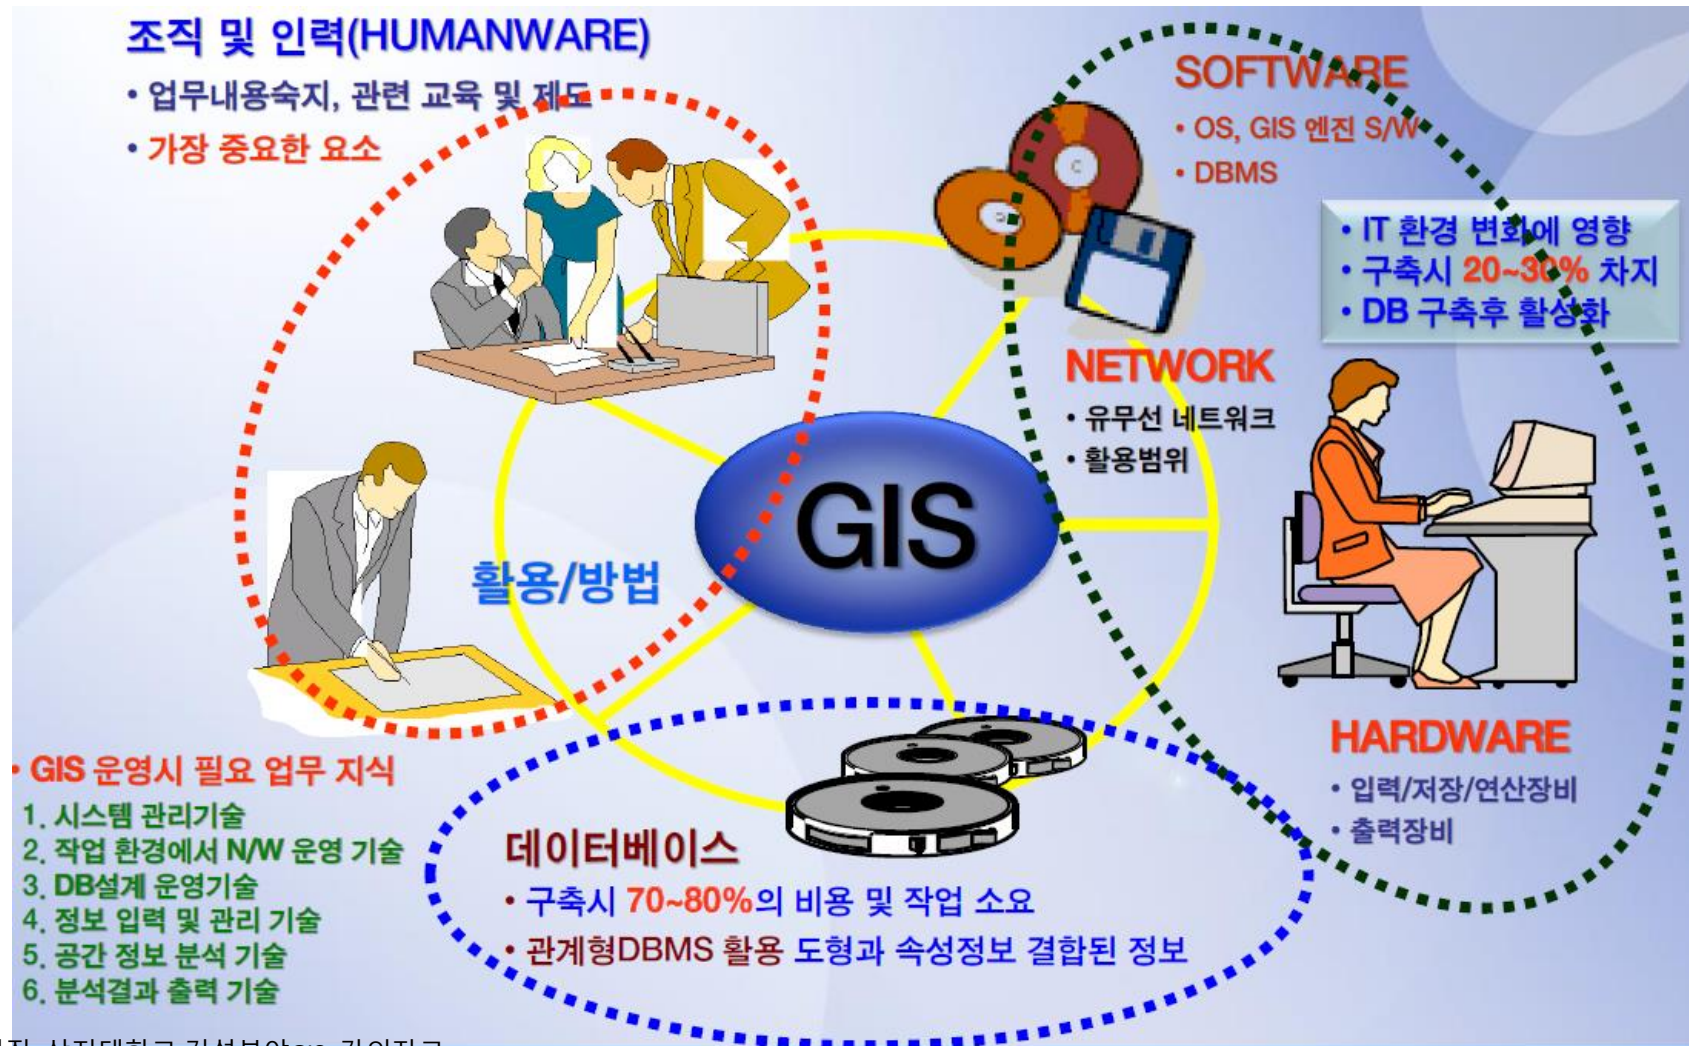 조직 및 인력(HUMANWARE)
• 업무내용숙지, 관련 교육 및 제도
• 가장 중요한 요소
SOFTWARE
• OS, GIS 엔진 S/W
• DBMS
• IT 환경 변화에 영향
• 구축시 20~30% 차지
• DB 구축후 활성화
NETWORK
• 유무선 네트워크
• 활용범위
GIS
활용/방법
HARDWARE
• 입력/저장/연산장비
• 출력장비
• GIS 운영시 필요 업무 지식
1. 시스템 관리기술
2. 작업 환경에서 N/W 운영 기술
3. DB설계 운영기술
4. 정보 입력 및 관리 기술
5. 공간 정보 분석 기술
6. 분석결과 출력 기술
데이터베이스
• 구축시 70~80%의 비용 및 작업 소요
• 관계형DBMS 활용 도형과 속성정보 결합된 정보